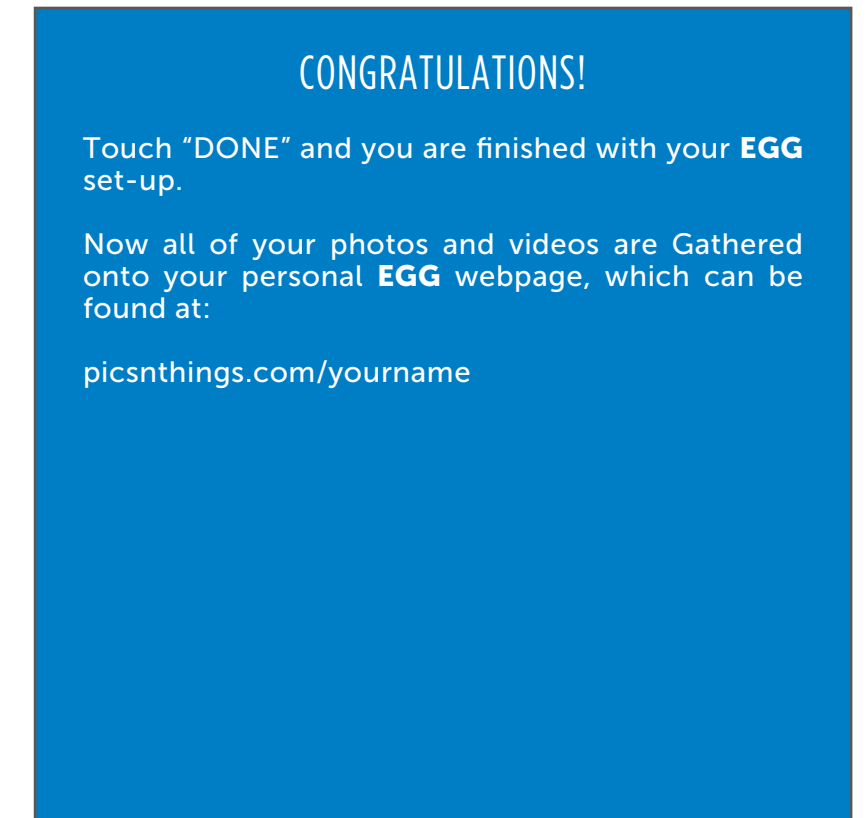 CONGRATULATIONS!
Touch “DONE” and you are finished with your EGG
set-up.
Now all of your photos and videos are Gathered
onto your personal EGG webpage, which can be
found at:
picsnthings.com/yourname